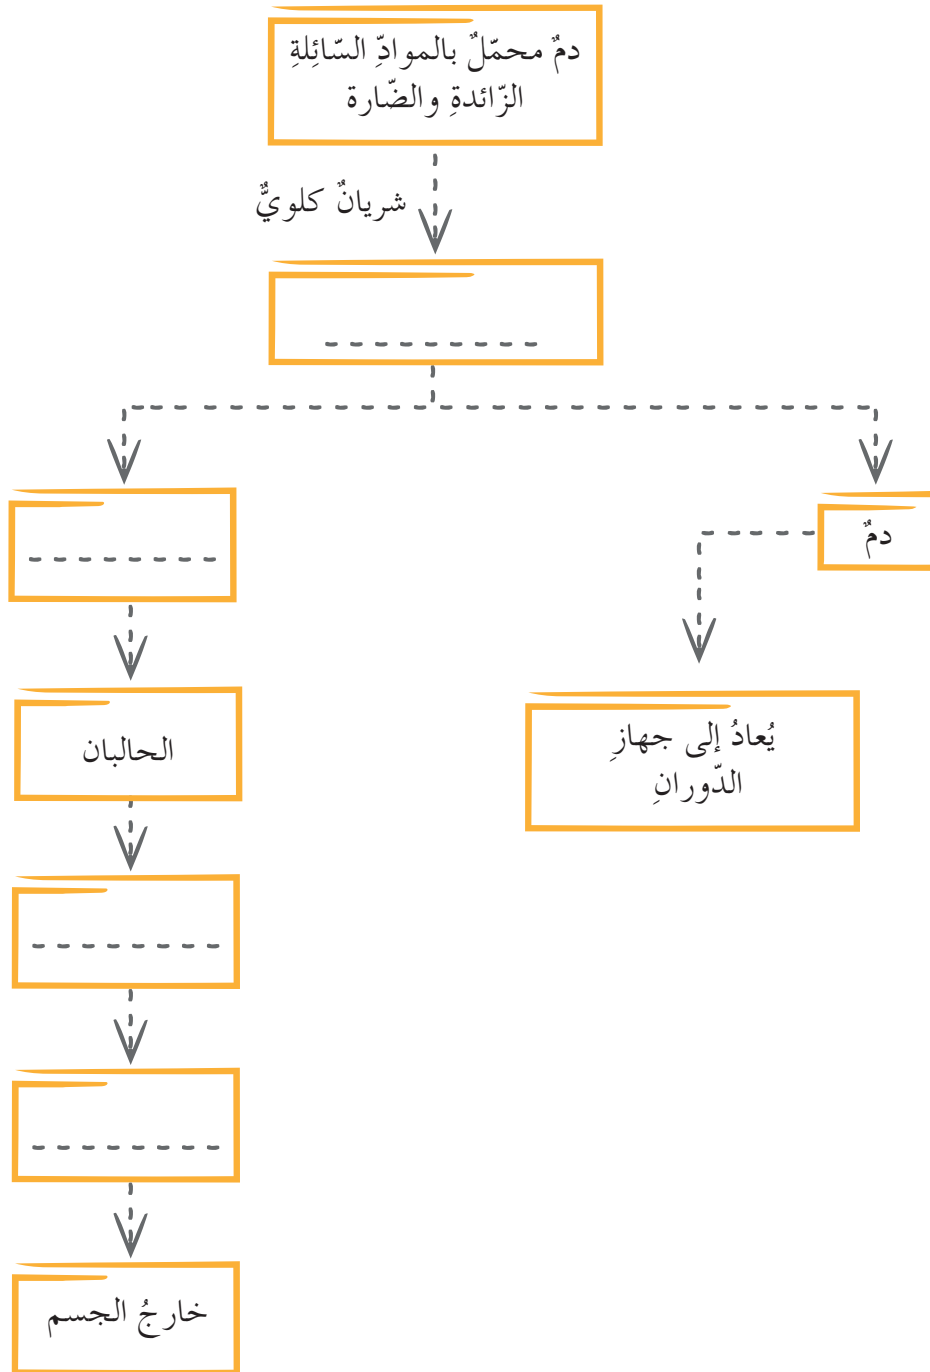 دمٌ محمّلٌ بالموادِّ السّائِلةِ
الزّائدةِ والضّارة
شريانٌ كلويٌّ
دمٌ
يُعادُ إلى جهازِ
الدّورانِ
الحالبان
خارجُ الجسم